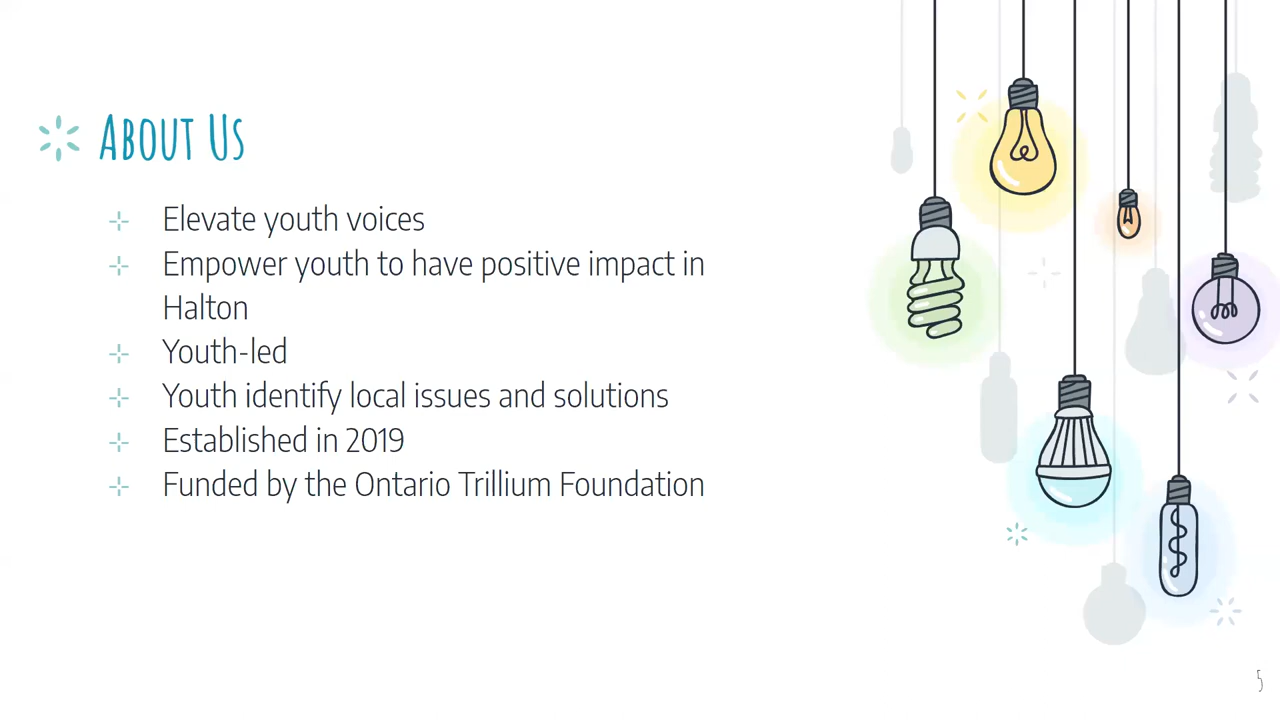 About Us
Elevate youth voices
Empower youth to have positive impact in
Halton
Youth-led
Youth identify local issues and solutions
Established in 2019
Funded by the Ontario Trillium Foundation
5